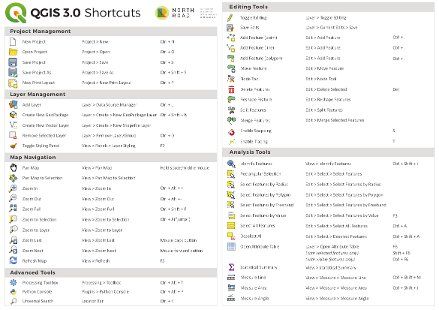 QGIS 3.0 Shortcuts
NORTH ROAD
Project Management
New Project Project > New Ctrl + N
Open Project Project > Open Ctrl + O
Save Project Project > Save Ctrl + S
Save Project As Project > Save As Ctrl + Shift + S
New Print Layout Project > New Print Layout Ctrl + P
Layer Management
Add Layer Layer > Data Source Manager Ctrl + L
Create New GeoPackage Layer Layer > Create > New GeoPackage Layer Ctrl + Shift + N
Create New Vector Layer Layer > Create > New Shapefile Layer
Remove Selected Layer Layer > Remove Layer Ctrl + D
Toggle Styling Panel View > Panels > Layer Styling F7
Map Navigation
Pan Map View > Pan Map Hold space/middle mouse
Pan Map to Selection View > Pan Map to Selection
Zoom In View > Zoom In Ctrl + Alt + +
Zoom Out View > Zoom Out Ctrl + Alt + -
Zoom Full View > Zoom Full Ctrl + Shift + F
Zoom to Selection View > Zoom to Selection Ctrl + J
Zoom to Layer View > Zoom to Layer
Zoom Last View > Zoom Last Mouse back button
Zoom Next View > Zoom Next Mouse forward button
Refresh Map View > Refresh F5
Advanced Tools
Processing Toolbox Processing > Toolbox Ctrl + Alt + T
Python Console Plugins > Python Console Ctrl + Alt + P
Universal Search Locator Bar Ctrl + K
Editing Tools
Toggle Editing Layer > Toggle Editing
Save Edits
Add Feature Edit > Add Feature Ctrl + .
Add Feature Edit > Add Feature Ctrl + .
Add Feature (polygon) Edit > Add Feature Ctrl + .
Move Feature Edit > Move Feature
Node Tool Edit > Node Tool
Delete Features Edit > Delete Selected Del
Reshape Feature Edit > Reshape Features
Split Features Edit > Split Features
Merge Features Edit > Merge Selected Features
Enable Snapping S
Enable Tracing T
Analysis Tools
Identify Features View > Identify Features Ctrl + Shift + I
Rectangular Selection Edit > Select > Select Features
Select Features by Radius Edit > Select > Select Features by Radius
Select Features by Polygon Edit > Select > Select Features by Polygon
Select Features by Freehand Edit > Select > Select Features by Freehand
Select Features by Value Edit > Select > Select Features by Value F3
Select All Features Edit > Select > Select All Features Ctrl + A
Deselect All Edit > Select > Deselect Features Ctrl + Shift + A
Open Attribute Table Layer > Open Attribute Table F6
Shift + F6
Ctrl + F6
Statistical Summary View > Statistical Summary
Measure Line View > Measure > Measure Line Ctrl + Shift + M
Measure Area View > Measure > Measure Area Ctrl + Shift + J
Measure Angle View > Measure > Measure Angle